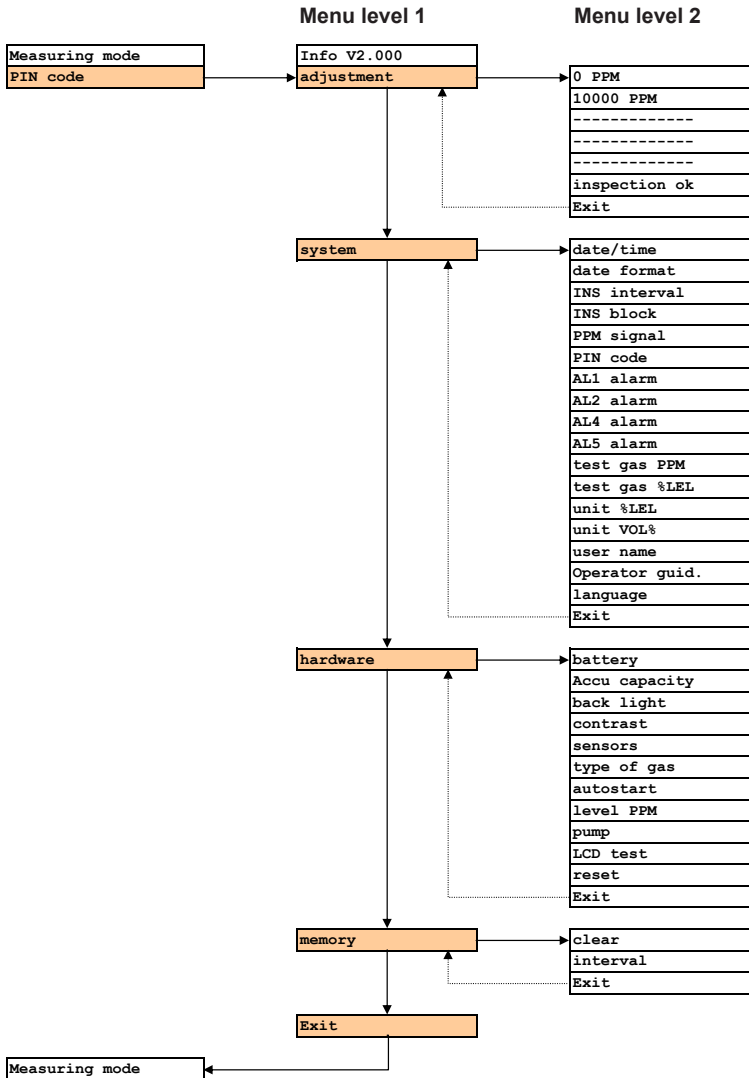 Menu level 1 Menu level 2
Measuring mode
PIN code
Info V2.000
adjustment
0 PPM
10000 PPM
-------------
-------------
-------------
inspection ok
Exit
system
date/time
date format
INS interval
INS block
PPM signal
PIN code
AL1 alarm
AL2 alarm
AL4 alarm
AL5 alarm
test gas PPM
test gas %LEL
unit %LEL
unit VOL%
user name
Operator guid.
language
Exit
hardware
battery
Accu capacity
back light
contrast
sensors
type of gas
autostart
level PPM
pump
LCD test
reset
Exit
memory
clear
interval
Exit
Exit
Measuring mode